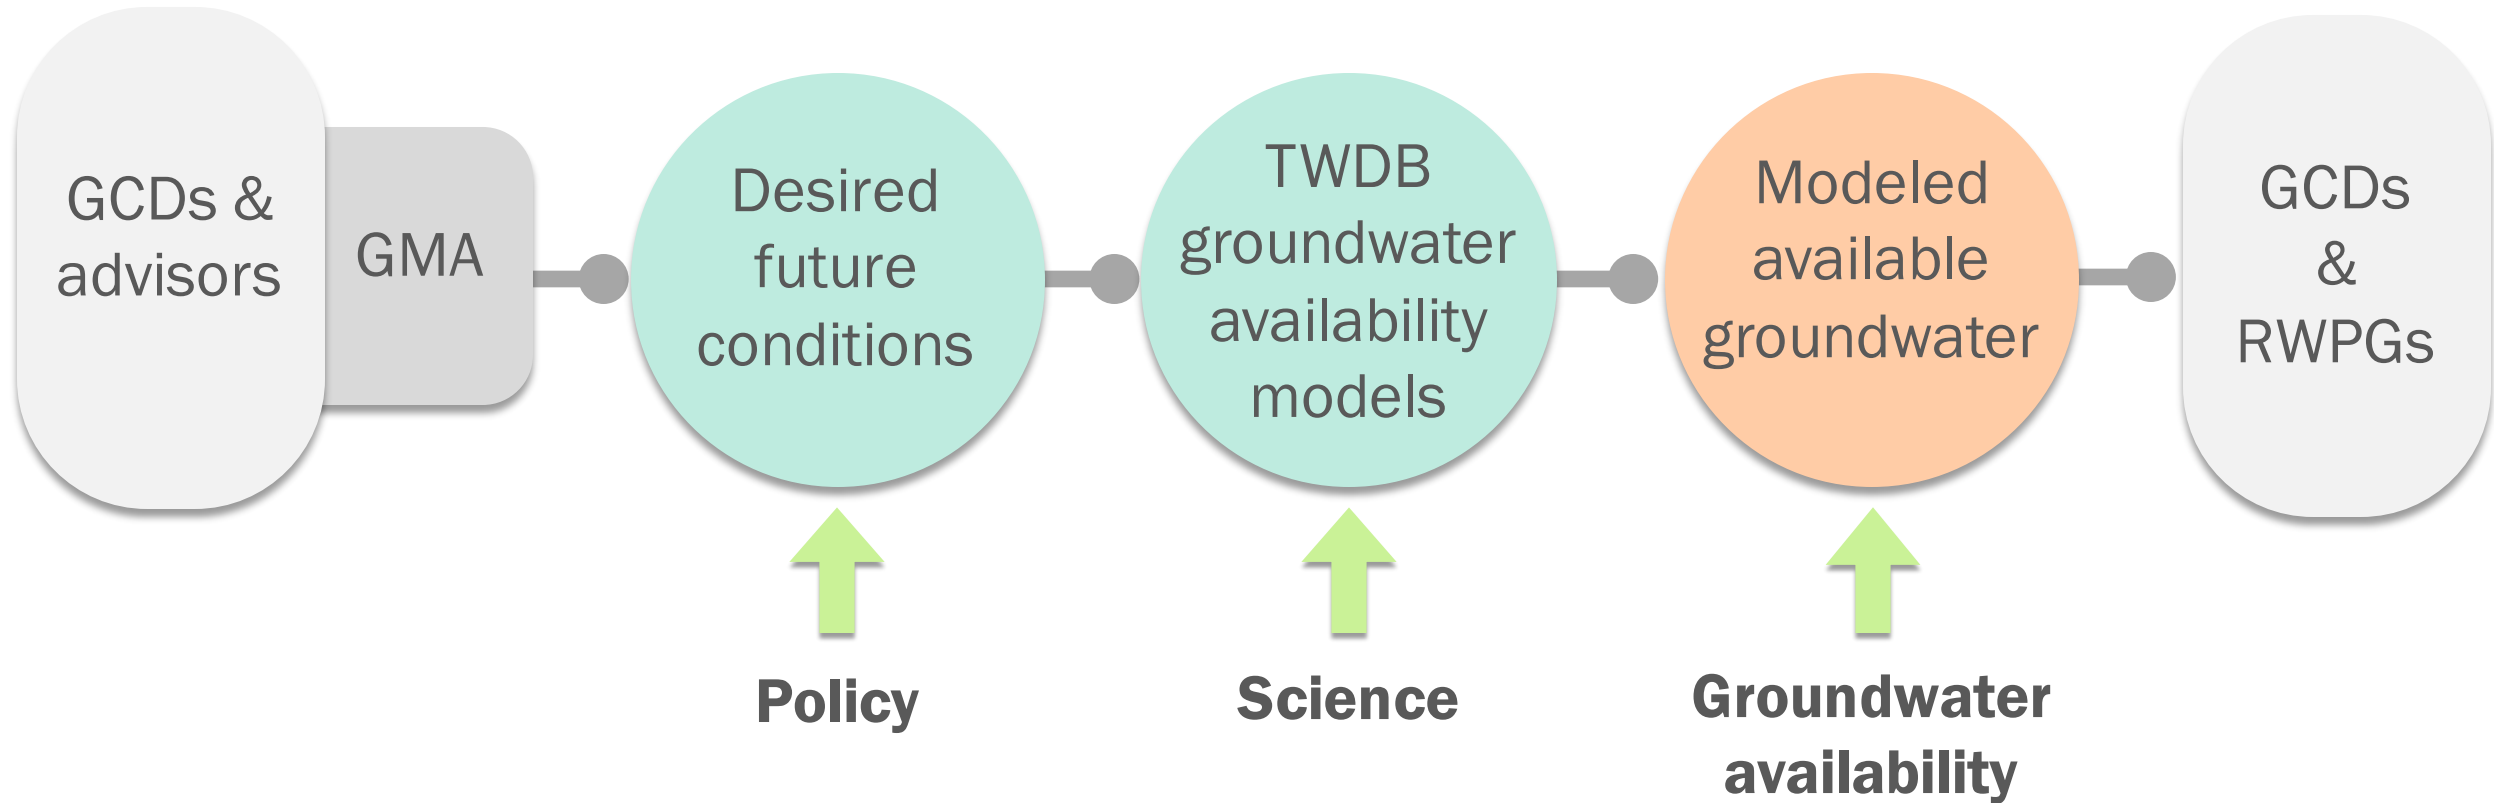 GCDs &
advisors
GMA
Desired
future
conditions
TWDB
groundwater
availability
models
Modeled
available
groundwater
GCDs
&
RWPGs
Policy
Science
Groundwater
availability